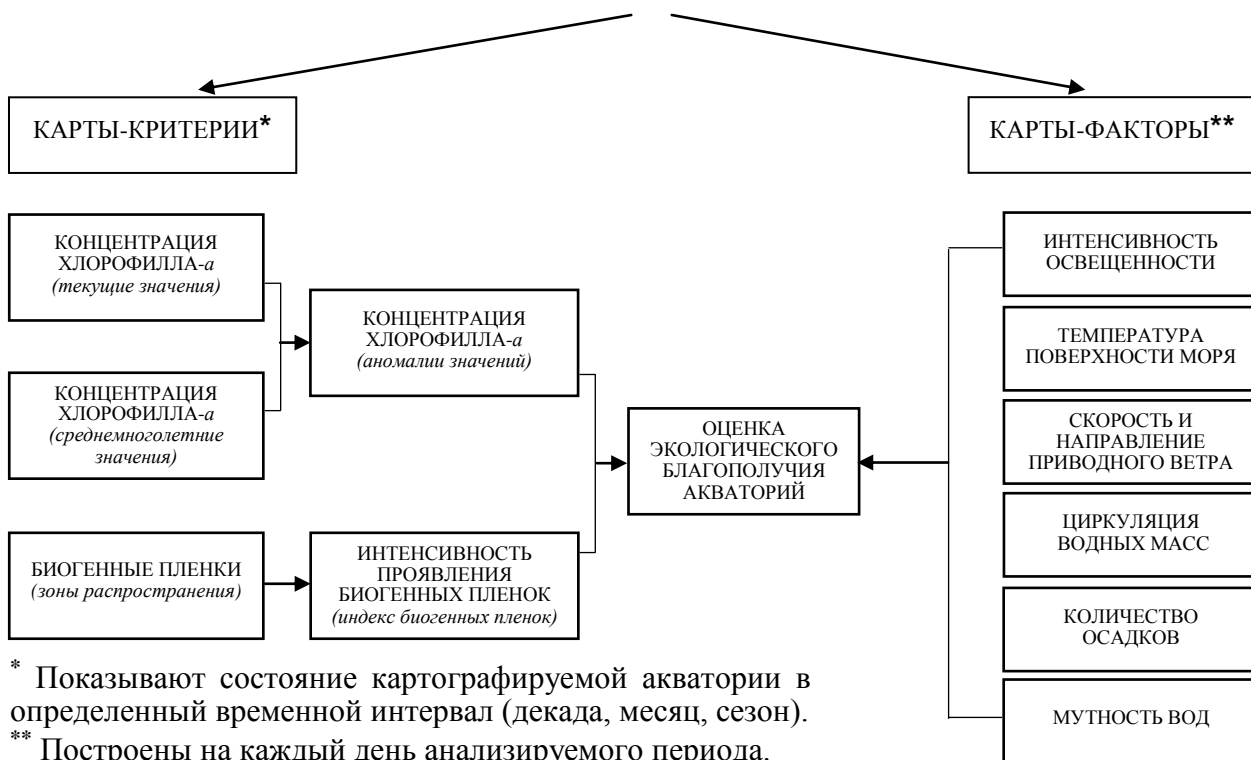 КАРТЫ-КРИТЕРИИ*
КАРТЫ-ФАКТОРЫ**
КОНЦЕНТРАЦИЯ
ХЛОРОФИЛЛА-а
(текущие значения)
КОНЦЕНТРАЦИЯ
ХЛОРОФИЛЛА-а
(среднемноголетние
значения)
БИОГЕННЫЕ ПЛЕНКИ
(зоны распространения)
КОНЦЕНТРАЦИЯ
ХЛОРОФИЛЛА-а
(аномалии значений)
ИНТЕНСИВНОСТЬ
ПРОЯВЛЕНИЯ
БИОГЕННЫХ ПЛЕНОК
(индекс биогенных пленок)
ОЦЕНКА
ЭКОЛОГИЧЕСКОГО
БЛАГОПОЛУЧИЯ
АКВАТОРИЙ
ИНТЕНСИВНОСТЬ
ОСВЕЩЕННОСТИ
ТЕМПЕРАТУРА
ПОВЕРХНОСТИ МОРЯ
СКОРОСТЬ И
НАПРАВЛЕНИЕ
ПРИВОДНОГО ВЕТРА
ЦИРКУЛЯЦИЯ
ВОДНЫХ МАСС
КОЛИЧЕСТВО
ОСАДКОВ
МУТНОСТЬ ВОД
* Показывают состояние картографируемой акватории в
определенный временной интервал (декада, месяц, сезон).
** Построены на каждый день анализируемого периода.